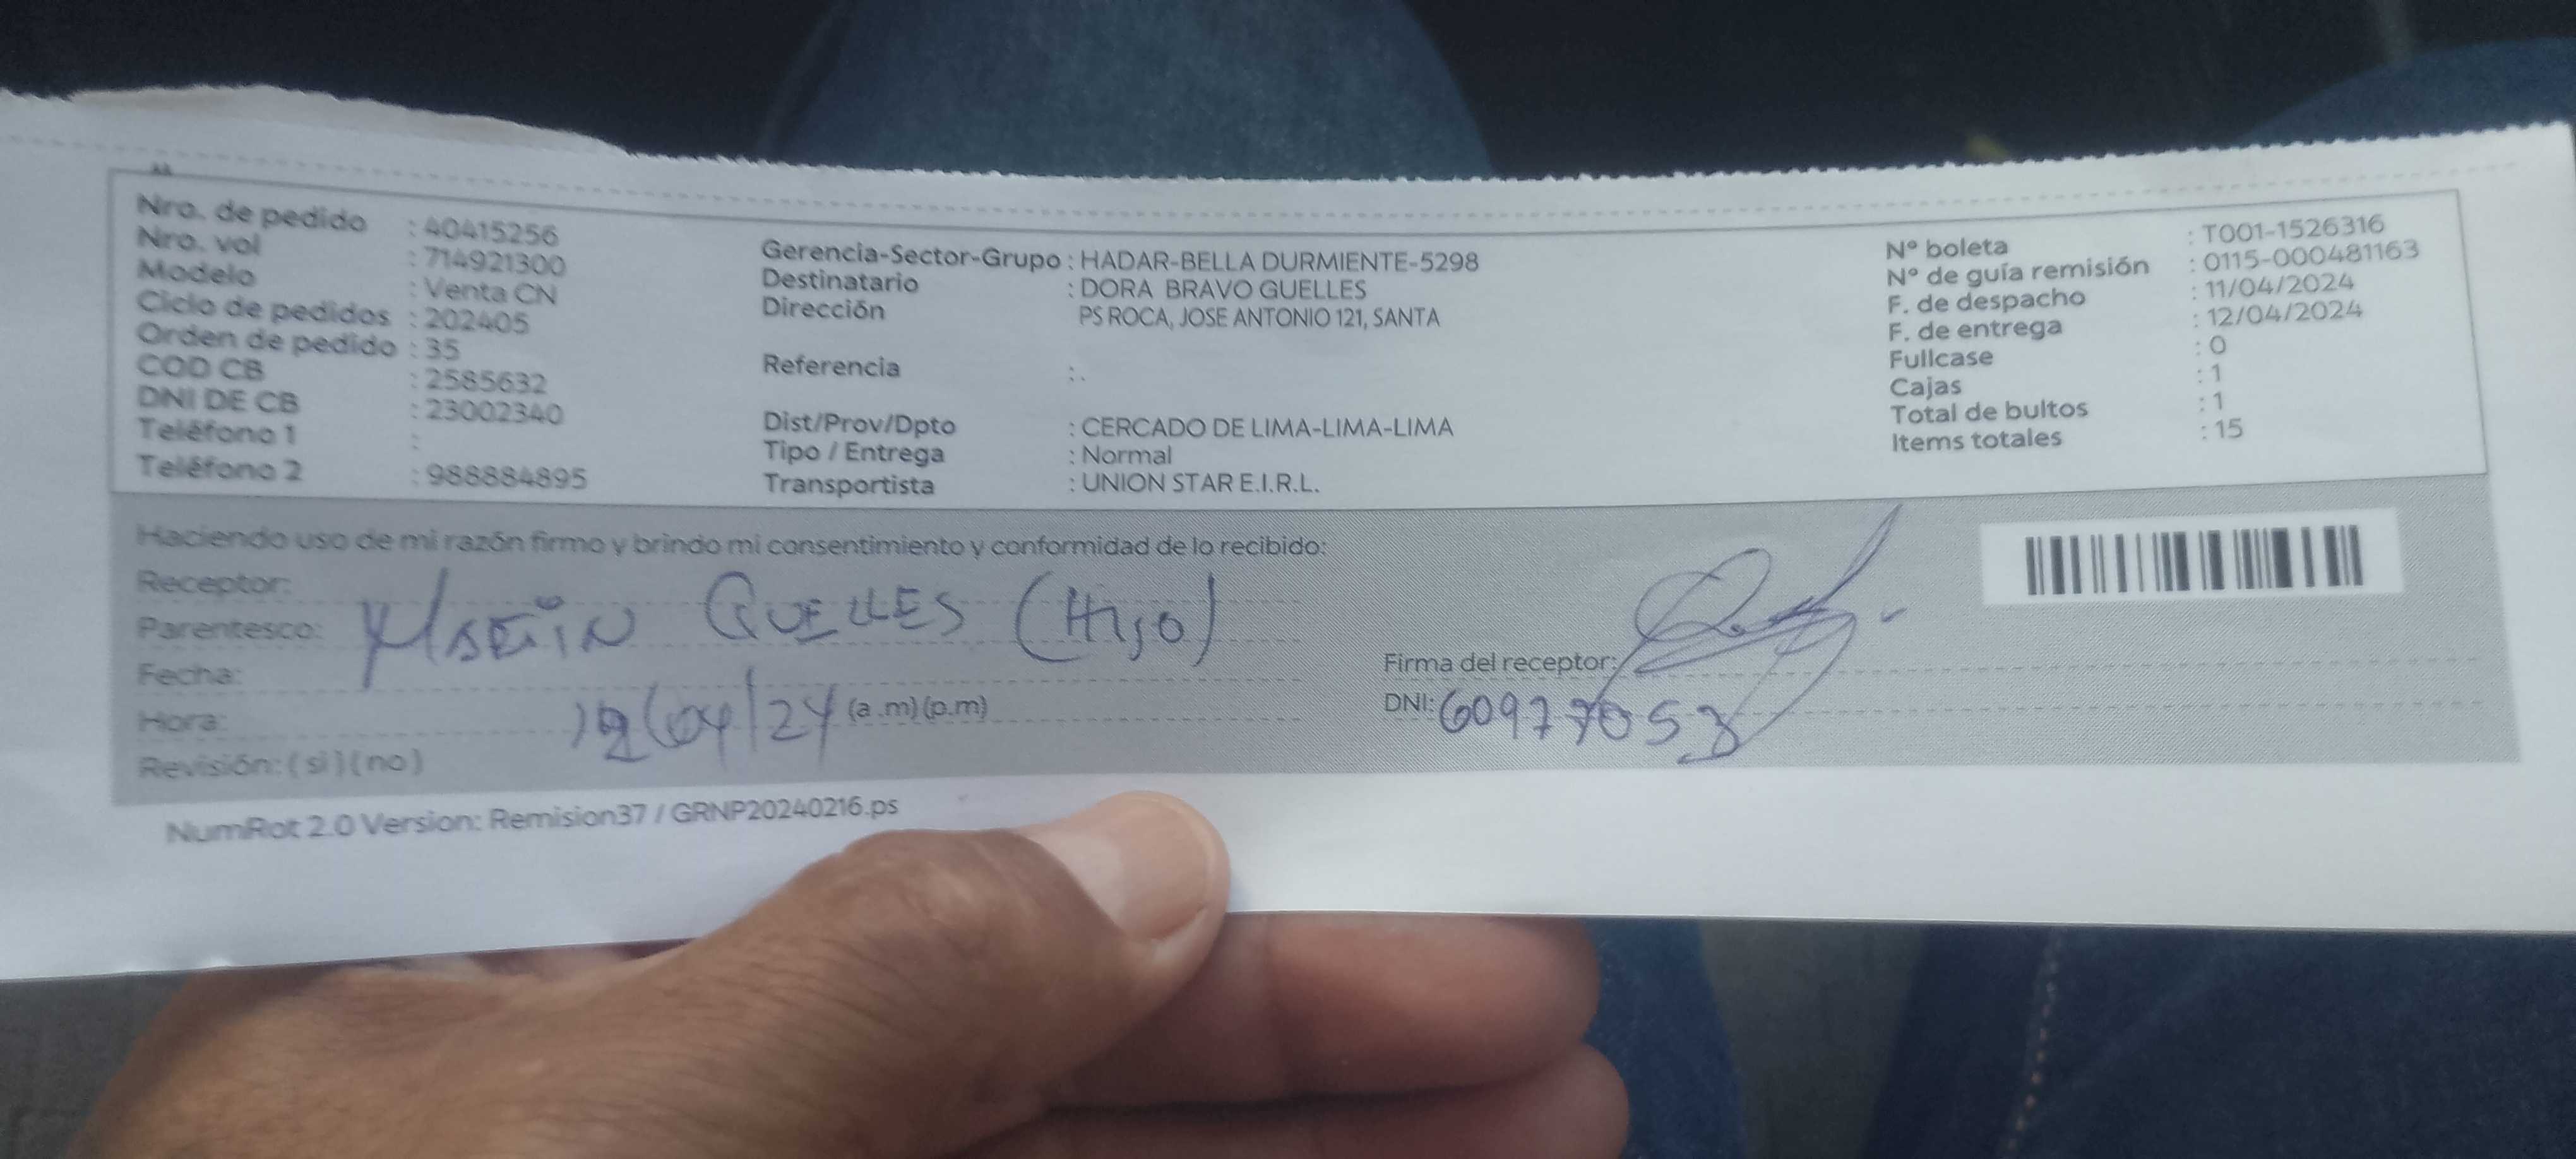 Nro. de pedido : 40415256
Nro. vol : 714921300
Modelo : Venta CN
Ciclo de pedidos : 202405
Orden de pedido : 35
COD CB : 2585632
DNI DE CB : 23002340
Teléfono 1 :
Teléfono 2 : 988884895
Gerencia-Sector-Grupo : HADAR-BELLA DURMIENTE-5298
Destinatario : DORA BRAVO GUELLES
Dirección PS ROCA, JOSE ANTONIO 121, SANTA
Referencia : .
Dist/Prov/Dpto : CERCADO DE LIMA-LIMA-LIMA
Tipo / Entrega : Normal
Transportista : UNION STAR E.I.R.L.
N° boleta : T001-1526316
N° de guía remisión : 0115-000481163
F. de despacho : 11/04/2024
F. de entrega : 12/04/2024
Fullcase : 0
Cajas : 1
Total de bultos : 1
Items totales : 15
Haciendo uso de mi razón firmo y brindo mi consentimiento y conformidad de lo recibido:
Receptor:
Parentesco: QUELLES (Hijo)
Fecha:
Hora: 12/04/24 (a .m) (p.m)
Revisión: ( si ) ( no )
Firma del receptor:
DNI: 60977053
NumRot 2.0 Version: Remision37 / GRNP20240216.ps